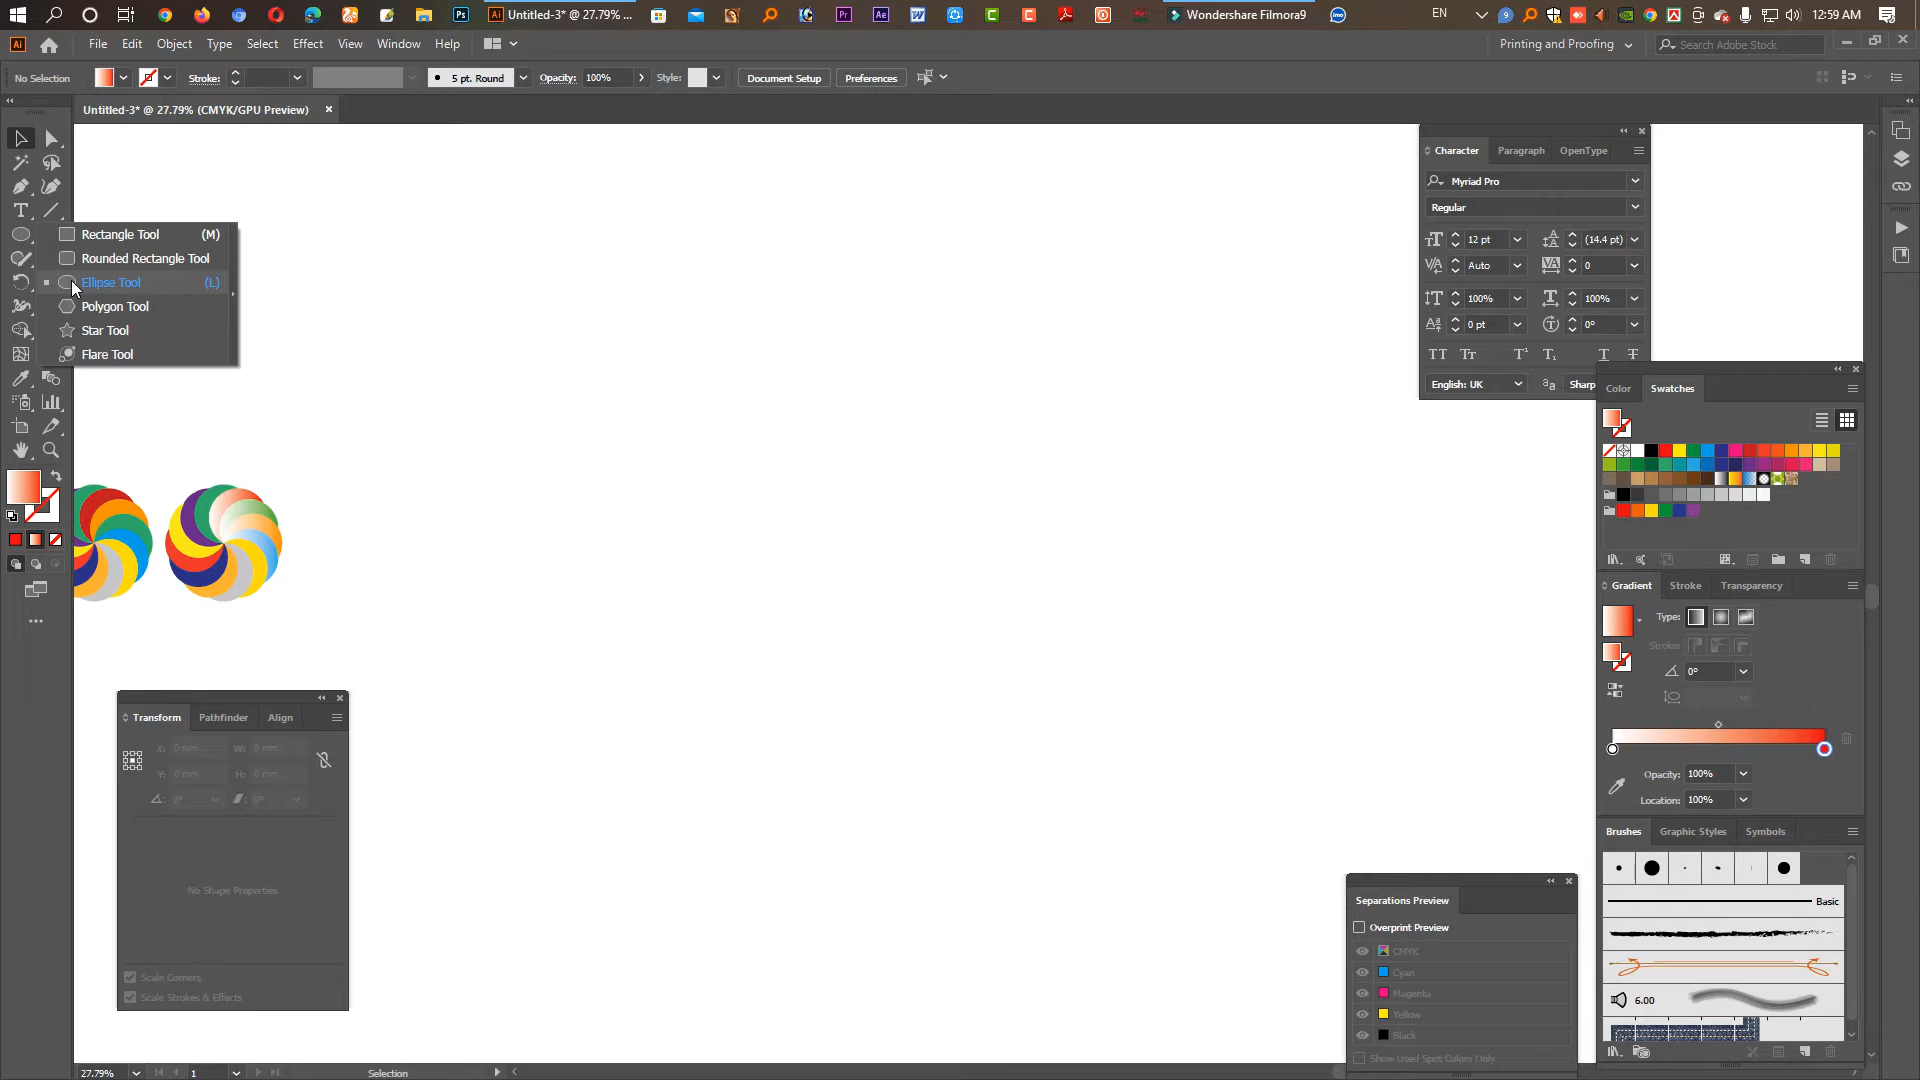 Untitled-3* @ 27.79% ...
Wondershare Filmora9
EN
12:59 AM
File Edit Object Type Select Effect View Window Help
Printing and Proofing
Search Adobe Stock
No Selection
Stroke:
5 pt. Round
Opacity: 100%
Style:
Document Setup
Preferences
Untitled-3* @ 27.79% (CMYK/GPU Preview)
Rectangle Tool (M)
Rounded Rectangle Tool
Ellipse Tool (L)
Polygon Tool
Star Tool
Flare Tool
Character Paragraph OpenType
Myriad Pro
Regular
12 pt
(14.4 pt)
Auto
0
100%
100%
0 pt
0°
English: UK
Sharp
Color Swatches
Gradient Stroke Transparency
Type:
Stroke:
0°
Opacity: 100%
Location: 100%
Brushes Graphic Styles Symbols
Basic
6.00
Transform Pathfinder Align
X: 0 mm W: 0 mm
Y: 0 mm H: 0 mm
0° 0°
No Shape Properties
Scale Corners
Scale Strokes & Effects
Separations Preview
Overprint Preview
CMYK
Cyan
Magenta
Yellow
Black
Show Used Spot Colors Only
27.79%
1
Selection